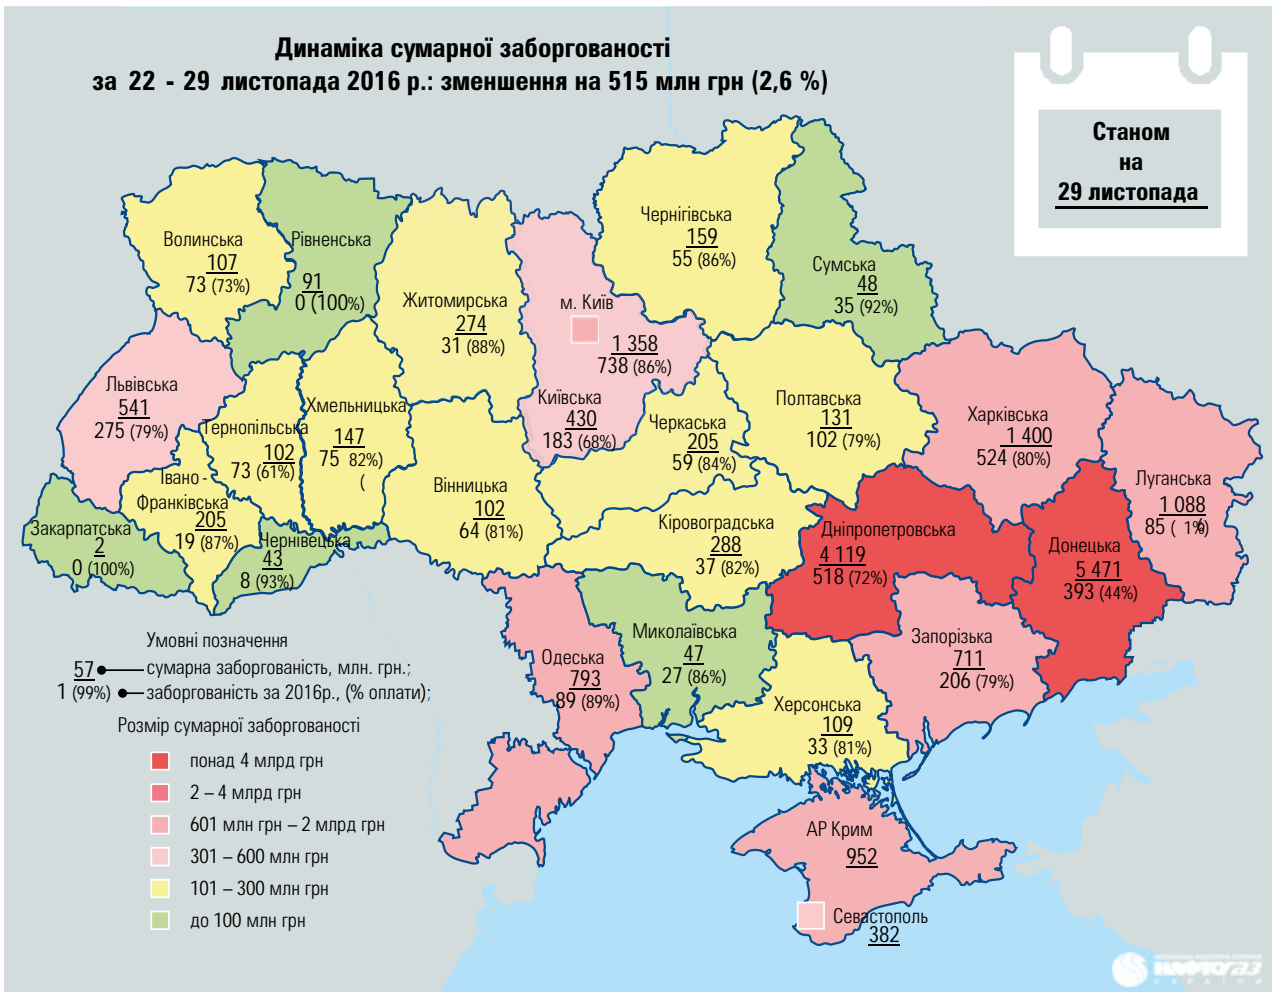 Динаміка сумарної заборгованості
за 22 - 29 листопада 2016 р.: зменшення на 515 млн грн (2,6 %)
Станом
на
29 листопада
Волинська
107
73 (73%)
Рівненська
91
0 (100%)
Житомирська
274
31 (88%)
Чернігівська
159
55 (86%)
Сумська
48
35 (92%)
м. Київ
1 358
738 (86%)
Київська
430
183 (68%)
Львівська
541
275 (79%)
Тернопільська
102
73 (61%)
Хмельницька
147
75 82%)
(
Івано -
Франківська
205
19 (87%)
Закарпатська
2
0 (100%)
Чернівецька
43
8 (93%)
Вінницька
102
64 (81%)
Черкаська
205
59 (84%)
Полтавська
131
102 (79%)
Харківська
1 400
524 (80%)
Луганська
1 088
85 ( 1%)
Кіровоградська
288
37 (82%)
Дніпропетровська
4 119
518 (72%)
Донецька
5 471
393 (44%)
Одеська
793
89 (89%)
Миколаївська
47
27 (86%)
Запорізька
711
206 (79%)
Херсонська
109
33 (81%)
АР Крим
952
Севастополь
382
Умовні позначення
57 сумарна заборгованість, млн. грн.;
1 (99%) заборгованість за 2016р., (% оплати);
Розмір сумарної заборгованості
понад 4 млрд грн
2 – 4 млрд грн
601 млн грн – 2 млрд грн
301 – 600 млн грн
101 – 300 млн грн
до 100 млн грн
НАФТОГАЗ
УКРАЇНИ